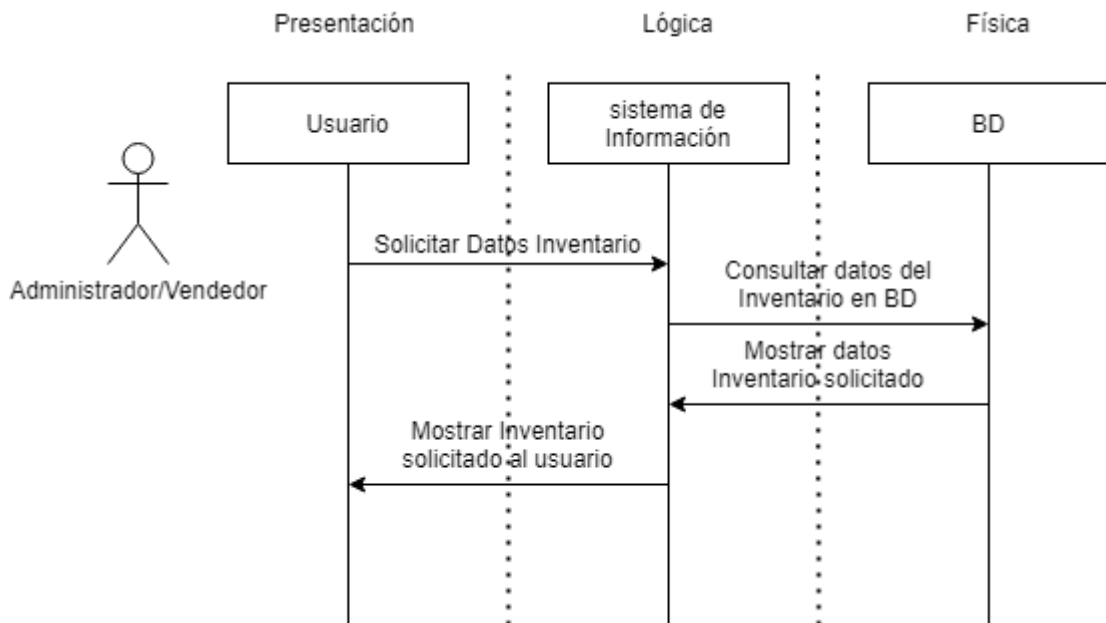 Presentación
Lógica
Física
Usuario
sistema de
Información
BD
Administrador/Vendedor
Solicitar Datos Inventario
Consultar datos del
Inventario en BD
Mostrar datos
Inventario solicitado
Mostrar Inventario
solicitado al usuario